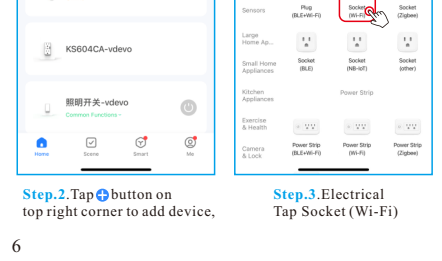 KS604CA-vdevo
照明开关-vdevo
Common Functions
Home
Scene
Smart
Me
Sensors
Plug
(BLE+Wi-Fi)
Socket
(Wi-Fi)
Socket
(Zigbee)
Large
Home Ap...
Small Home
Appliances
Socket
(BLE)
Socket
(NB-IoT)
Socket
(other)
Kitchen
Appliances
Power Strip
Exercise
& Health
Camera
& Lock
Power Strip
(BLE+Wi-Fi)
Power Strip
(Wi-Fi)
Power Strip
(Zigbee)
Step.2.Tap button on
top right corner to add device,
Step.3.Electrical
Tap Socket (Wi-Fi)
6